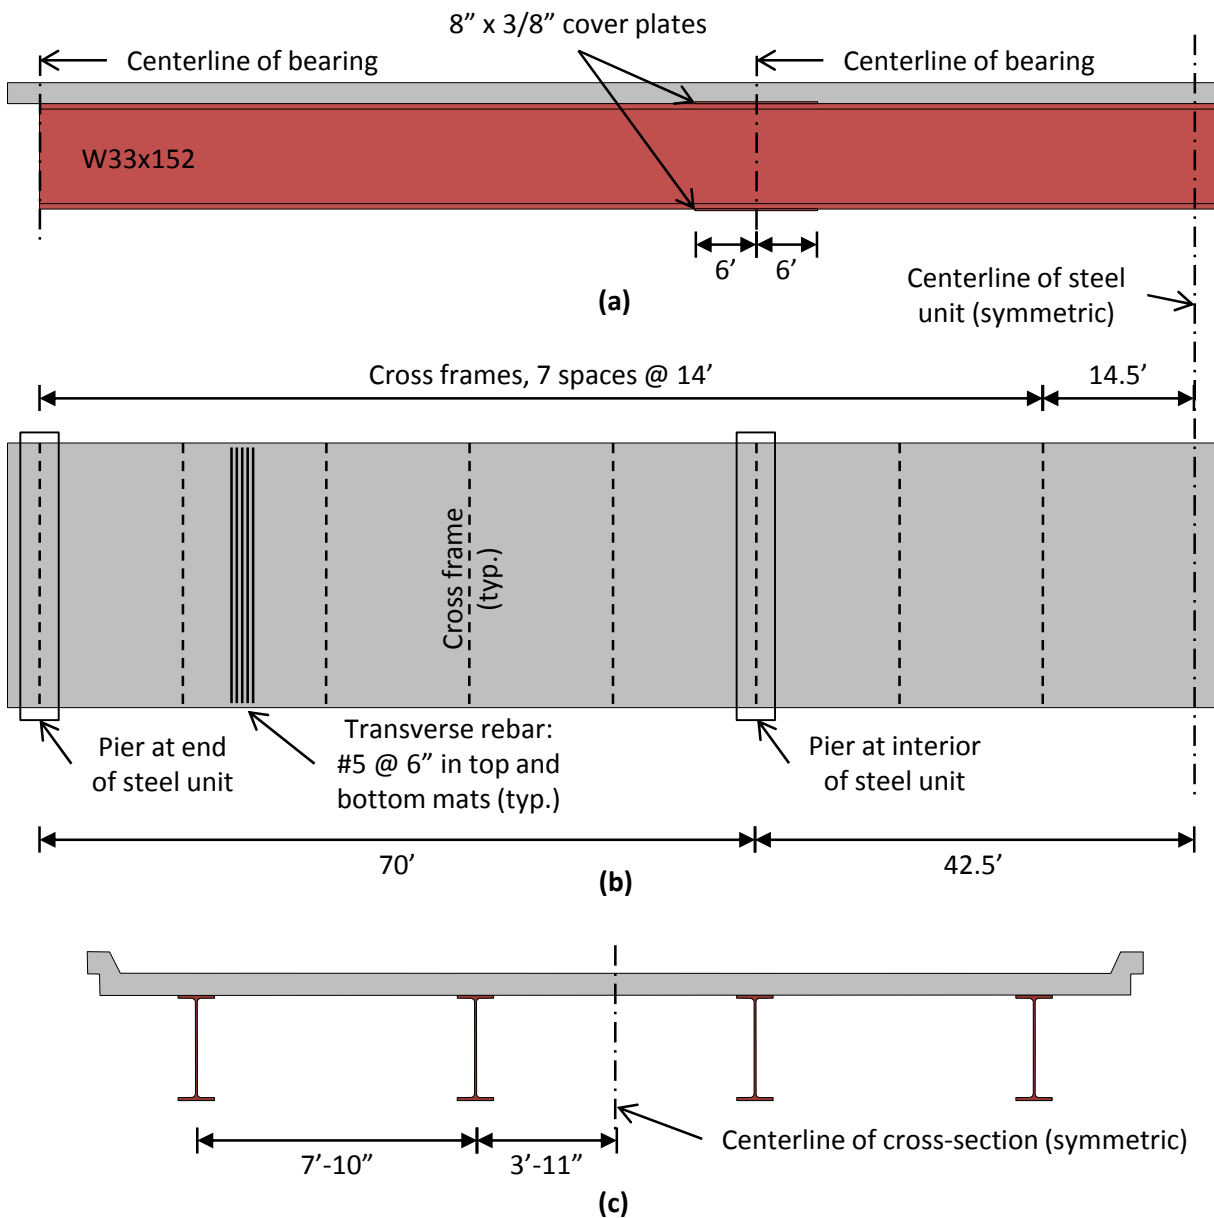 8” x 3/8” cover plates
Centerline of bearing
Centerline of bearing
W33x152
6’
6’
(a)
Centerline of steel
unit (symmetric)
Cross frames, 7 spaces @ 14’
14.5’
Cross frame
(typ.)
Pier at end
of steel unit
Transverse rebar:
#5 @ 6” in top and
bottom mats (typ.)
Pier at interior
of steel unit
70’
42.5’
(b)
7’-10”
3’-11”
Centerline of cross-section (symmetric)
(c)